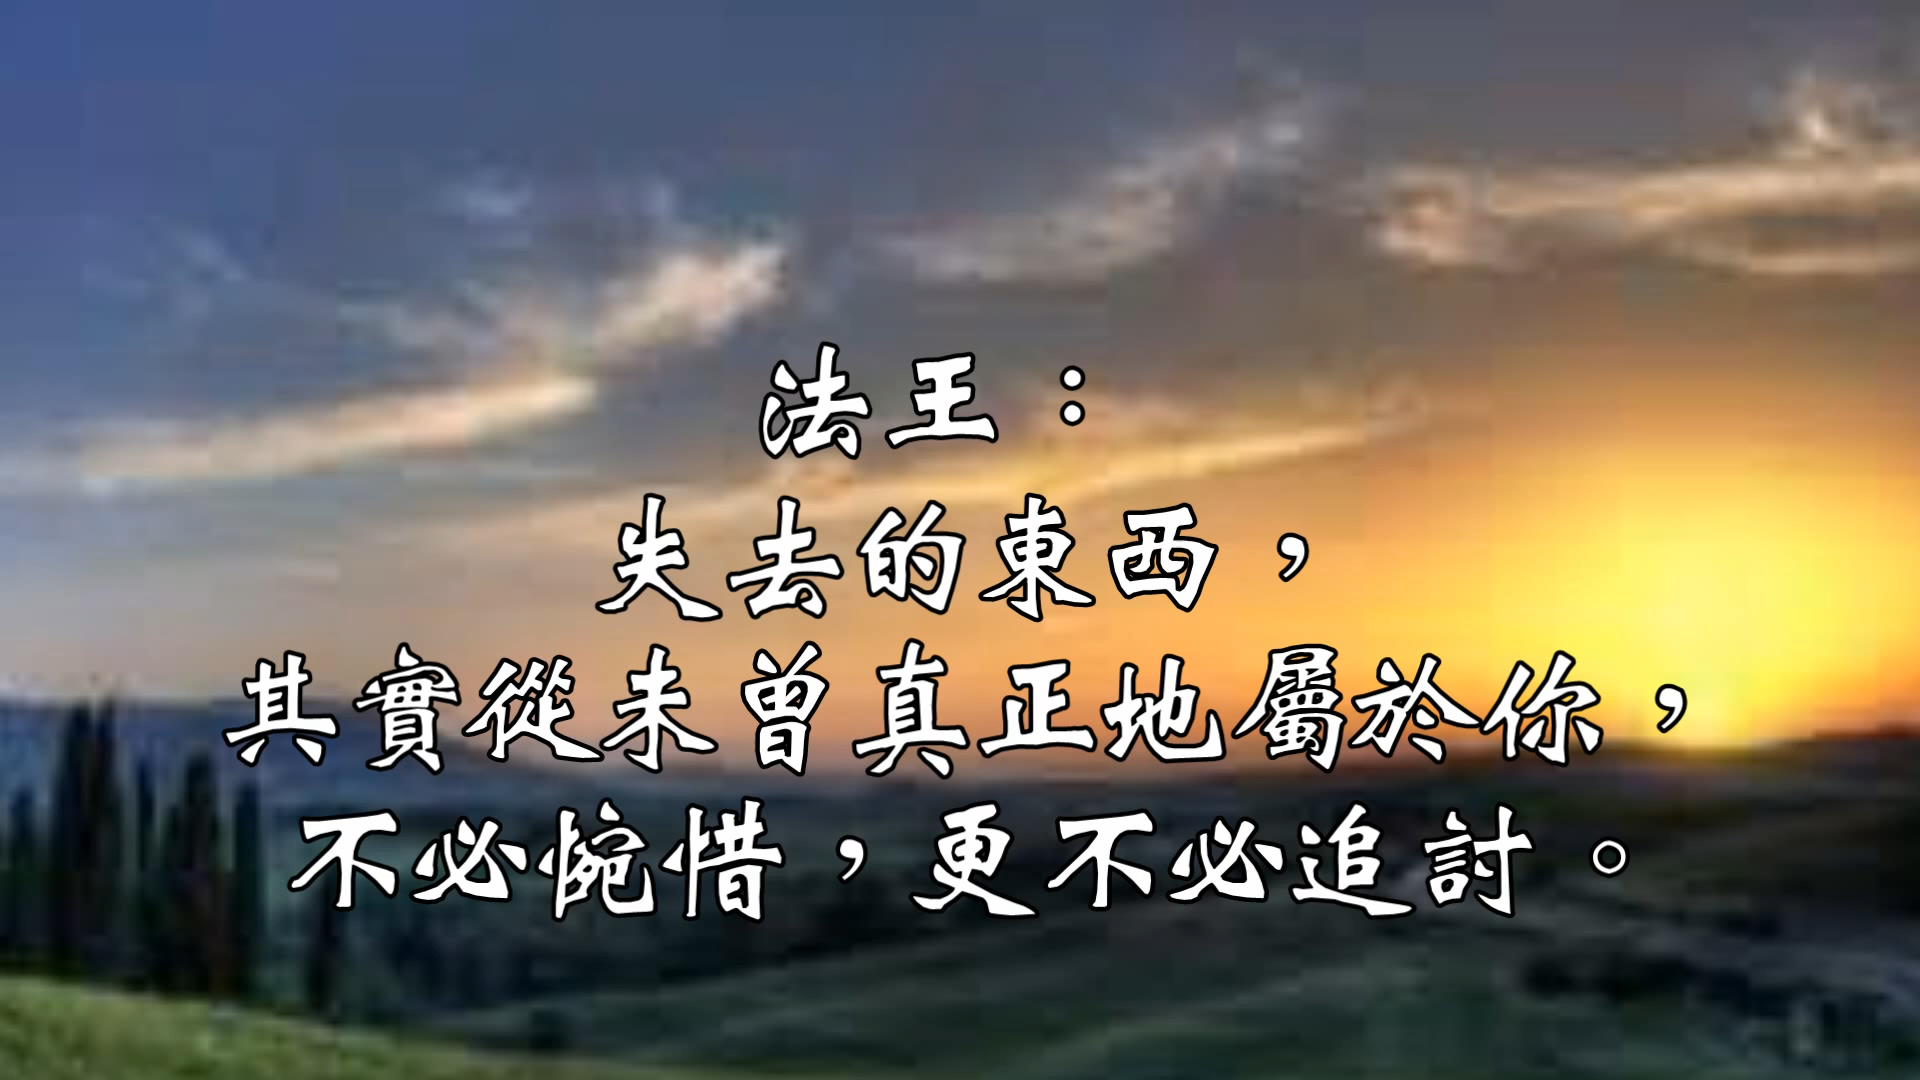 法王：
失去的東西，
其實從未曾真正地屬於你，
不必惋惜，更不必追討。